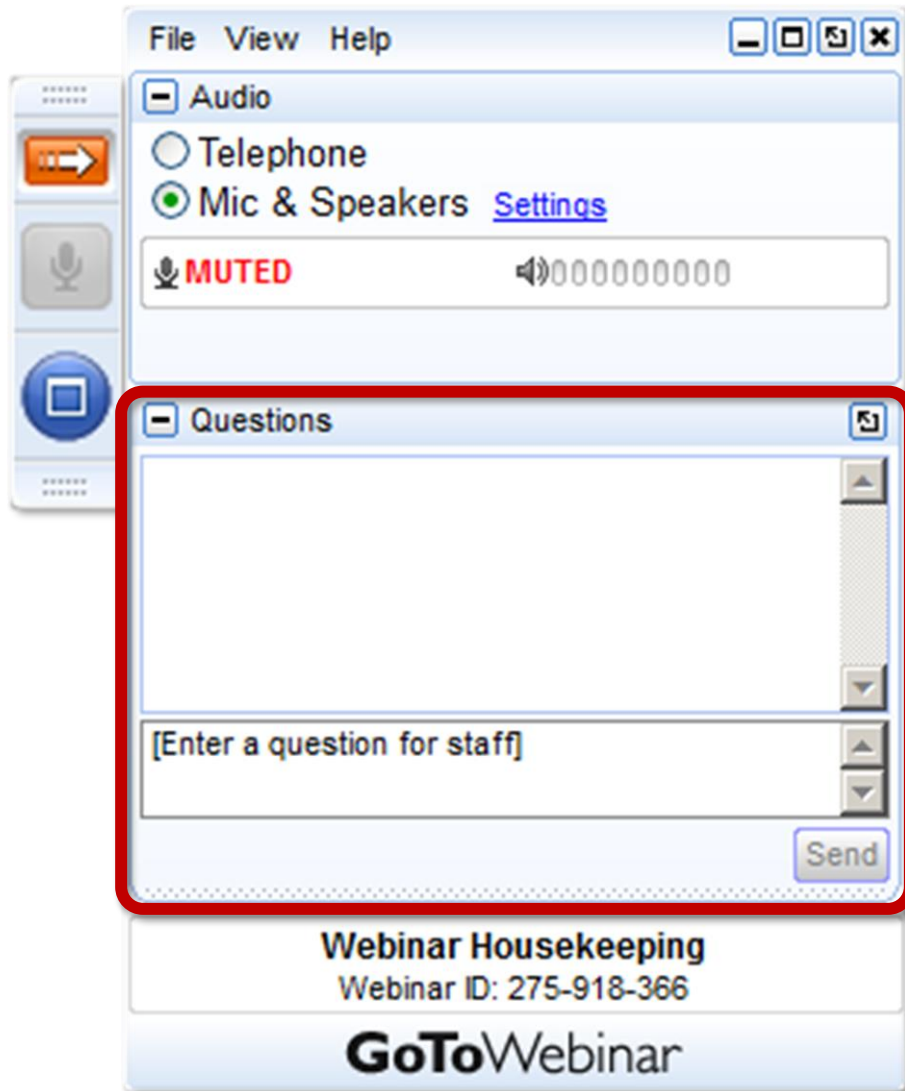 File View Help
Audio
Telephone
Mic & Speakers Settings
MUTED
Questions
[Enter a question for staff]
Send
Webinar Housekeeping
Webinar ID: 275-918-366
GoToWebinar